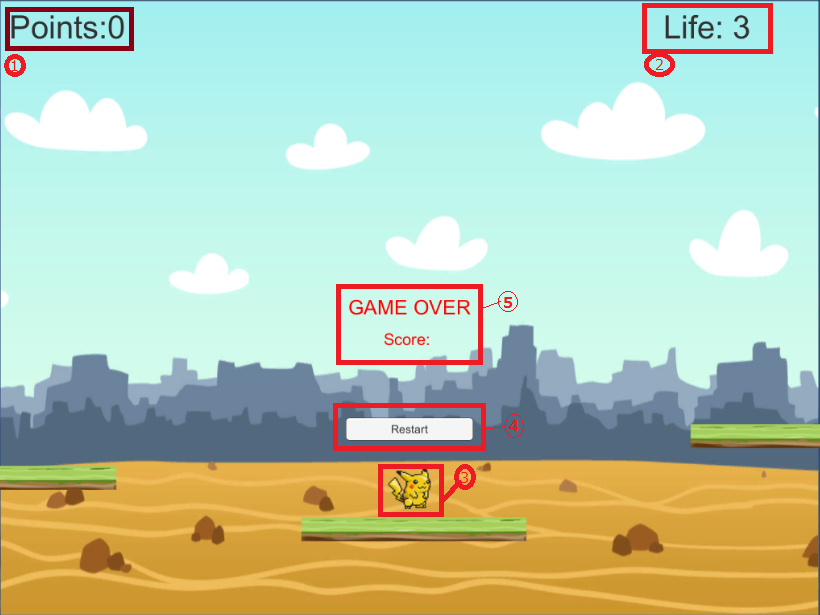 Points:0
Life: 3
1
2
GAME OVER
5
Score:
Restart
4
3